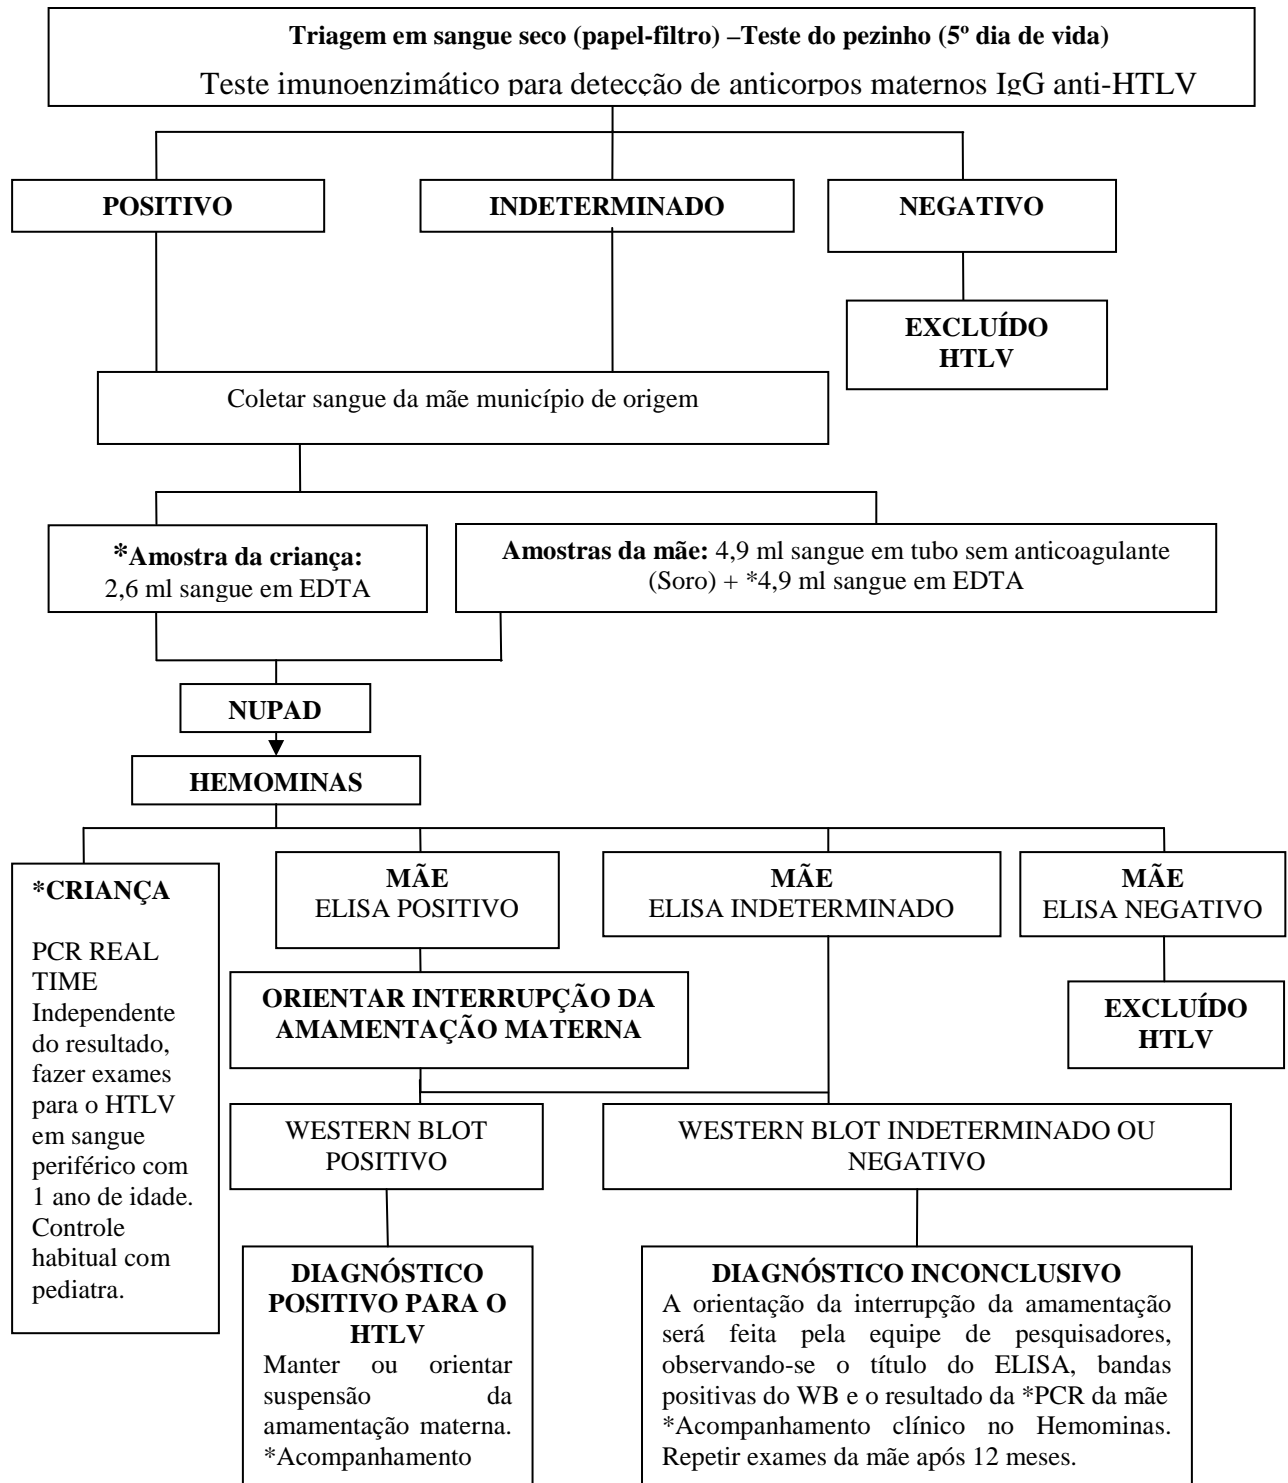 Triagem em sangue seco (papel-filtro) –Teste do pezinho (5º dia de vida)
Teste imunoenzimático para detecção de anticorpos maternos IgG anti-HTLV
POSITIVO
INDETERMINADO
NEGATIVO
EXCLUÍDO
HTLV
Coletar sangue da mãe município de origem
*Amostra da criança:
2,6 ml sangue em EDTA
Amostras da mãe: 4,9 ml sangue em tubo sem anticoagulante
(Soro) + *4,9 ml sangue em EDTA
NUPAD
HEMOMINAS
*CRIANÇA
PCR REAL
TIME
Independente
do resultado,
fazer exames
para o HTLV
em sangue
periférico com
1 ano de idade.
Controle
habitual com
pediatra.
MÃE
ELISA POSITIVO
MÃE
ELISA INDETERMINADO
MÃE
ELISA NEGATIVO
ORIENTAR INTERRUPÇÃO DA
AMAMENTAÇÃO MATERNA
EXCLUÍDO
HTLV
WESTERN BLOT
POSITIVO
WESTERN BLOT INDETERMINADO OU
NEGATIVO
DIAGNÓSTICO
POSITIVO PARA O
HTLV
Manter ou orientar
suspensão da
amamentação materna.
*Acompanhamento
DIAGNÓSTICO INCONCLUSIVO
A orientação da interrupção da amamentação
será feita pela equipe de pesquisadores,
observando-se o título do ELISA, bandas
positivas do WB e o resultado da *PCR da mãe
*Acompanhamento clínico no Hemominas.
Repetir exames da mãe após 12 meses.